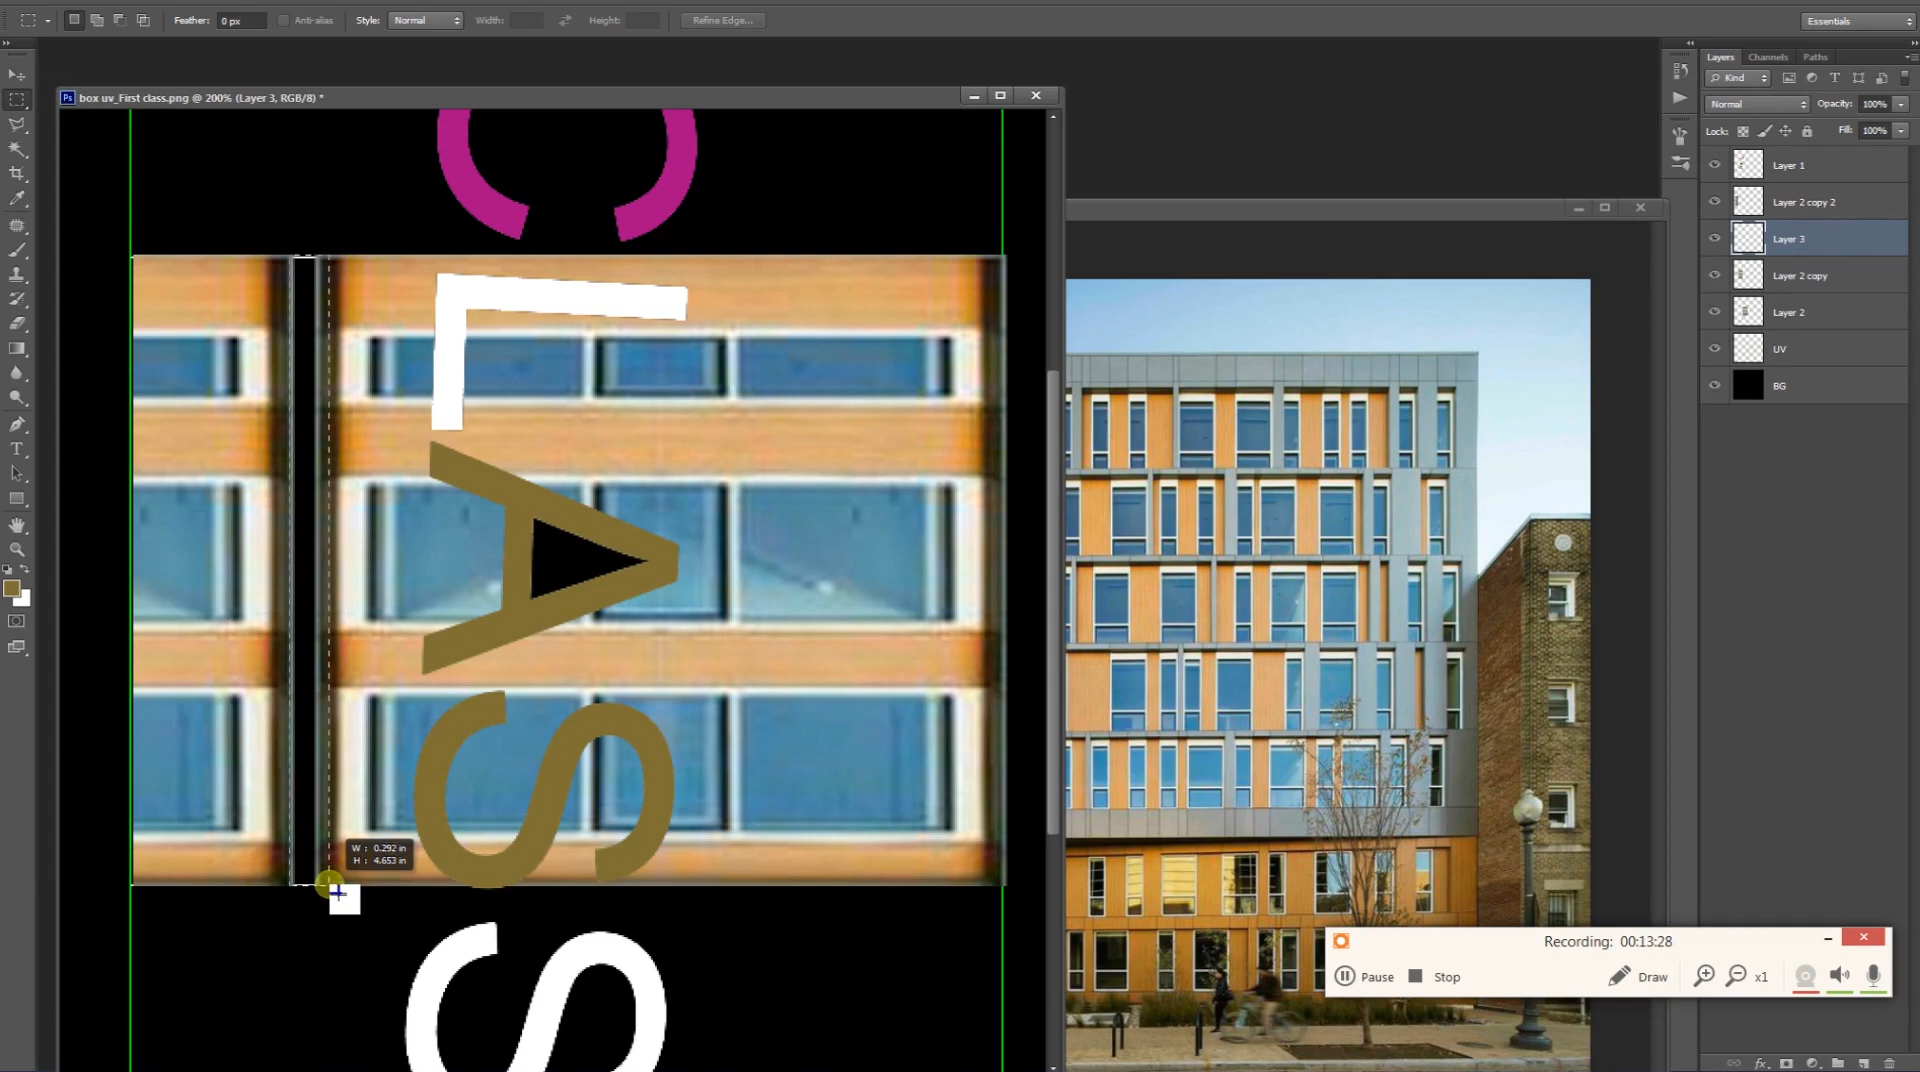 Feather: 0 px Anti-alias Style: Normal Width: Height: Refine Edge... Essentials
Ps box uv_First class.png @ 200% (Layer 3, RGB/8) *
Layers Channels Paths
Kind
Normal Opacity: 100%
Lock: Fill: 100%
Layer 1
Layer 2 copy 2
Layer 3
Layer 2 copy
Layer 2
UV
BG
C
L
A
S
S
W : 0.292 in
H : 4.653 in
Recording: 00:13:28
Pause Stop Draw x1
fx